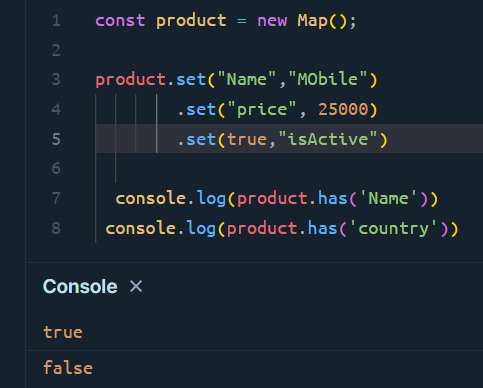 1 const product = new Map();
2
3 product.set("Name","MObile")
4 .set("price", 25000)
5 .set(true,"isActive")
6
7 console.log(product.has('Name'))
8 console.log(product.has('country'))
Console ×
true
false